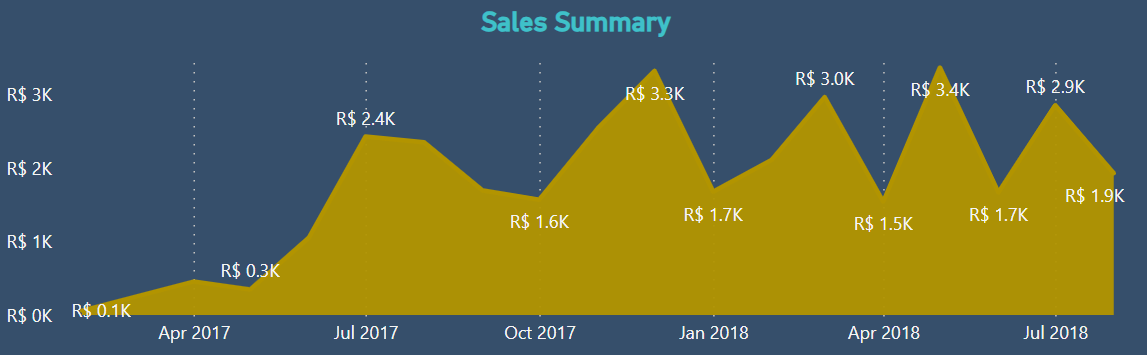 Sales Summary
R$ 3K
R$ 2K
R$ 1K
R$ 0K
R$ 0.1K
R$ 0.3K
R$ 2.4K
R$ 1.6K
R$ 3.3K
R$ 1.7K
R$ 3.0K
R$ 1.5K
R$ 3.4K
R$ 1.7K
R$ 2.9K
R$ 1.9K
Apr 2017
Jul 2017
Oct 2017
Jan 2018
Apr 2018
Jul 2018